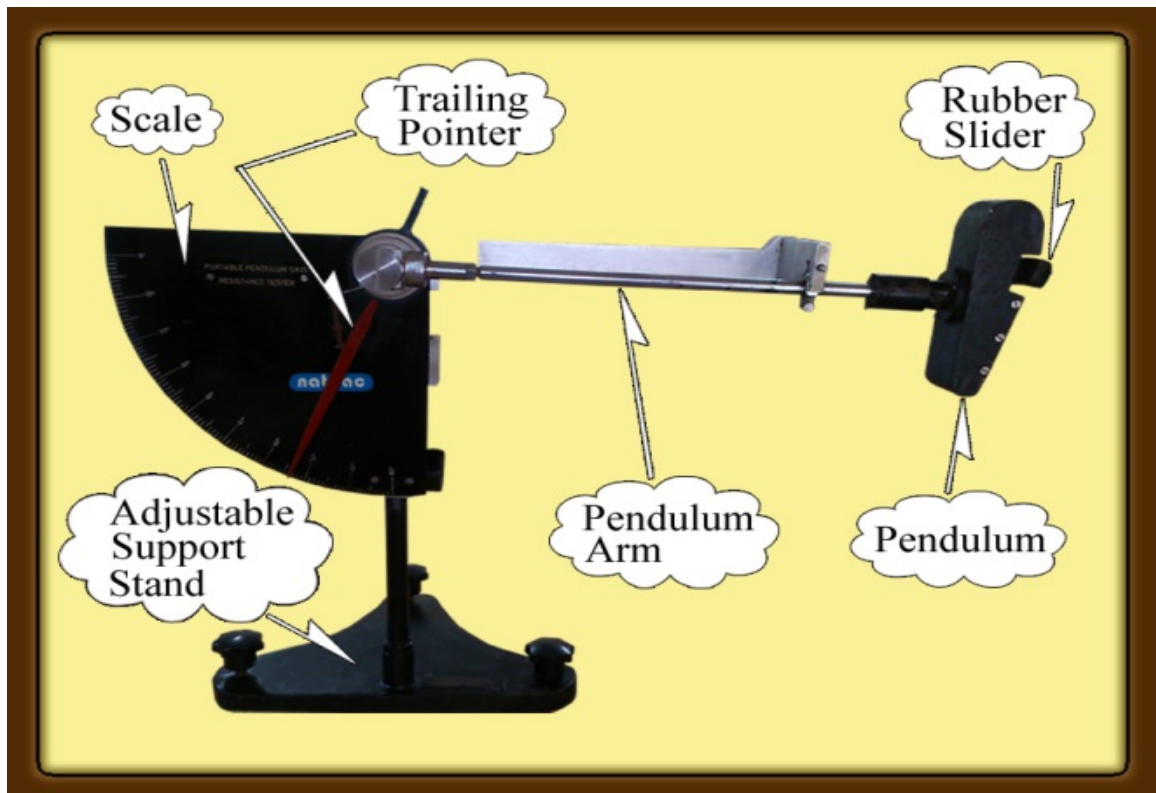 Scale
Trailing
Pointer
Rubber
Slider
PORTABLE PENDULUM SKID
RESISTANCE TESTER
Adjustable
Support
Stand
Pendulum
Arm
Pendulum